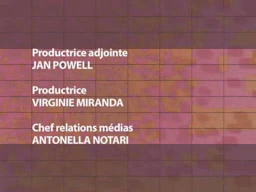 Productrice adjointe
JAN POWELL
Productrice
VIRGINIE MIRANDA
Chef relations médias
ANTONELLA NOTARI